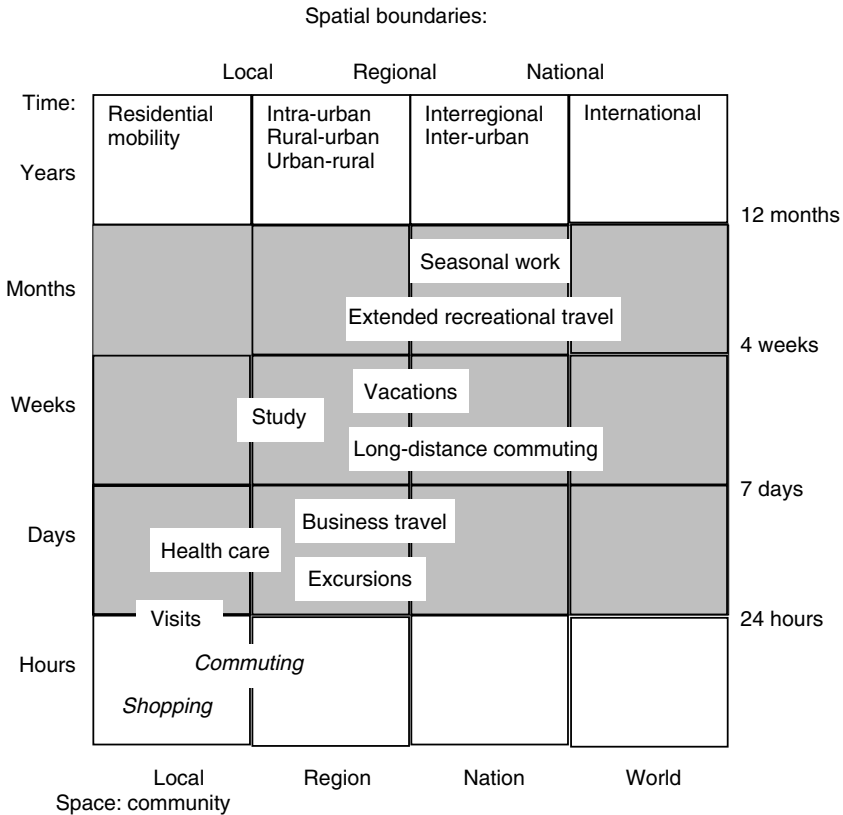 Spatial boundaries:
Local Regional National
Time:
Residential
mobility
Intra-urban
Rural-urban
Urban-rural
Interregional
Inter-urban
International
Years
12 months
Seasonal work
Months
Extended recreational travel
4 weeks
Vacations
Weeks
Study
Long-distance commuting
7 days
Business travel
Days
Health care
Excursions
Visits
24 hours
Hours
Commuting
Shopping
Local Region Nation World
Space: community